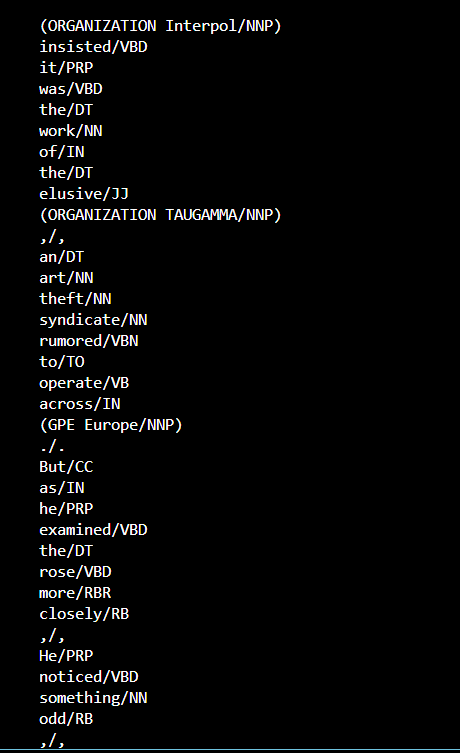 (ORGANIZATION Interpol/NNP)
insisted/VBD
it/PRP
was/VBD
the/DT
work/NN
of/IN
the/DT
elusive/JJ
(ORGANIZATION TAUGAMMA/NNP)
,/,
an/DT
art/NN
theft/NN
syndicate/NN
rumored/VBN
to/TO
operate/VB
across/IN
(GPE Europe/NNP)
./.
But/CC
as/IN
he/PRP
examined/VBD
the/DT
rose/VBD
more/RBR
closely/RB
,/,
He/PRP
noticed/VBD
something/NN
odd/RB
,/,